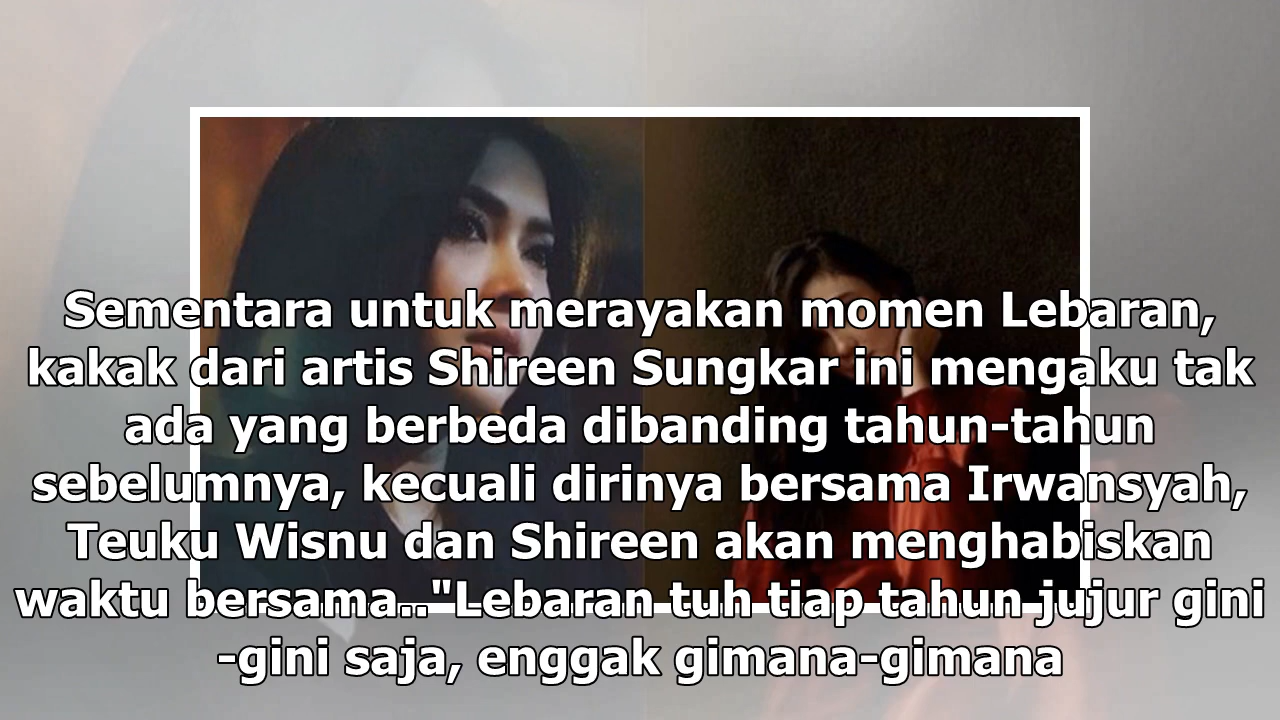 Sementara untuk merayakan momen Lebaran,
kakak dari artis Shireen Sungkar ini mengaku tak
ada yang berbeda dibanding tahun-tahun
sebelumnya, kecuali dirinya bersama Irwansyah,
Teuku Wisnu dan Shireen akan menghabiskan
waktu bersama.."Lebaran tuh tiap tahun jujur gini
-gini saja, enggak gimana-gimana